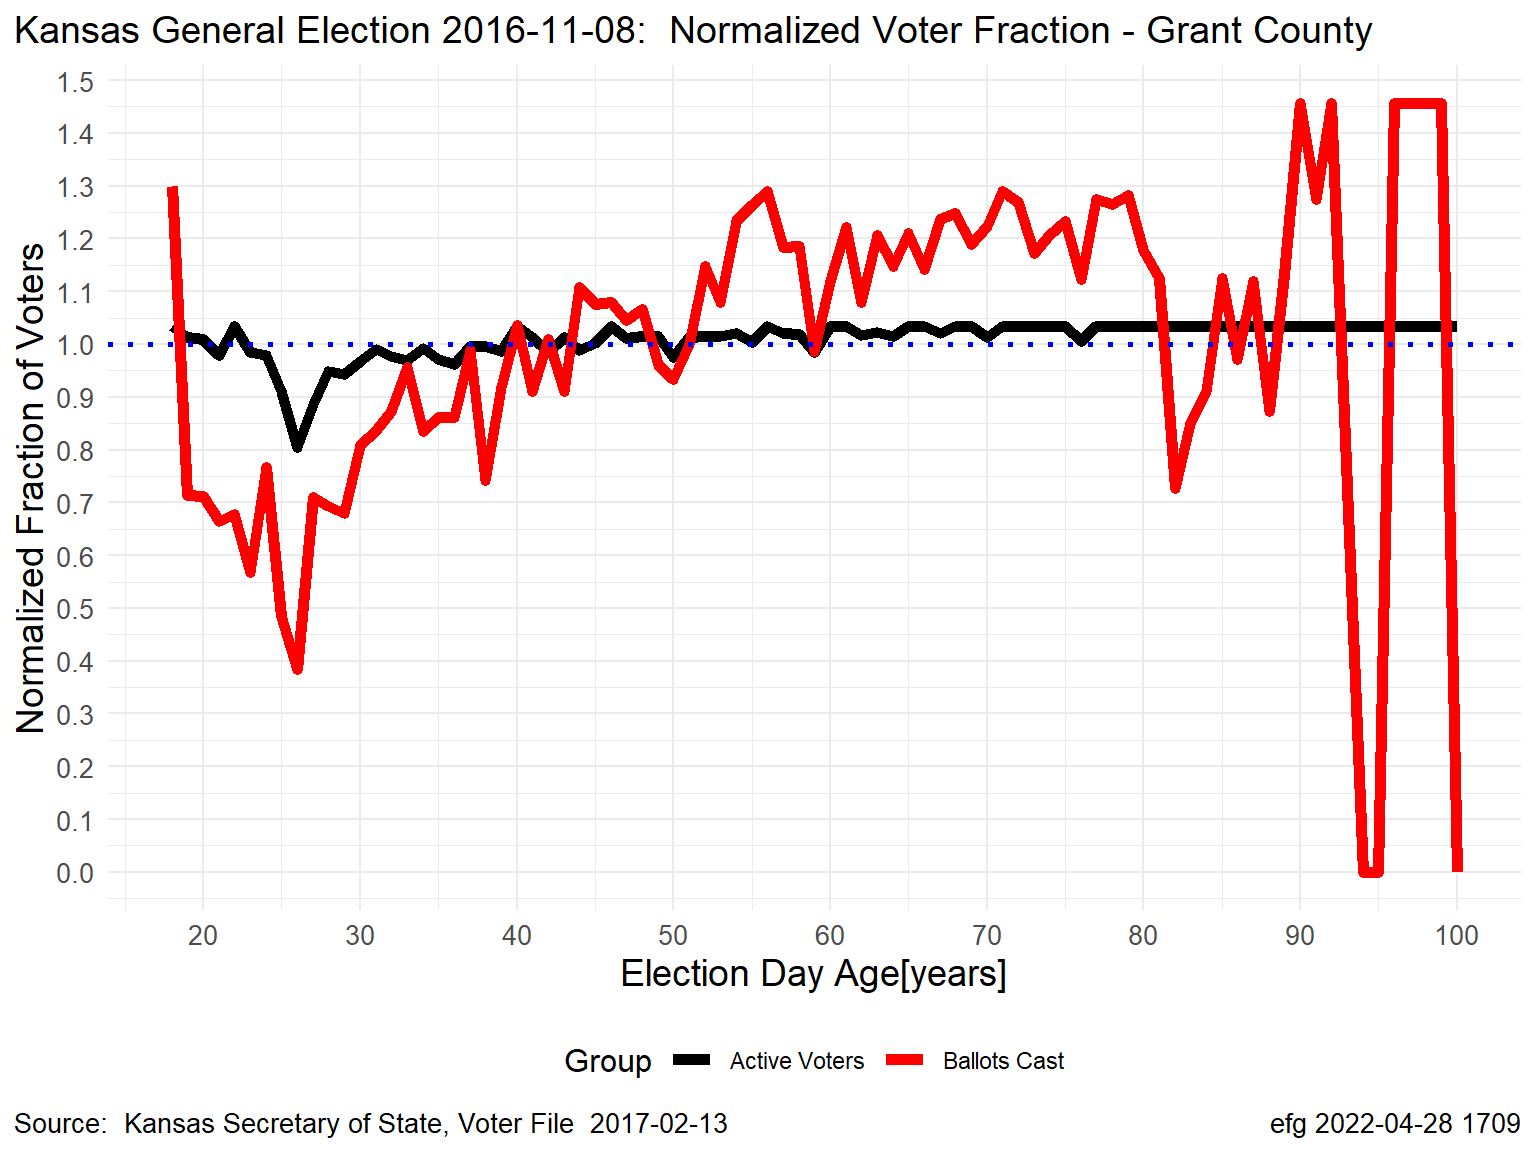 Kansas General Election 2016-11-08:  Normalized Voter Fraction - Grant County
Normalized Fraction of Voters
1.5
1.4
1.3
1.2
1.1
1.0
0.9
0.8
0.7
0.6
0.5
0.4
0.3
0.2
0.1
0.0
20 30 40 50 60 70 80 90 100
Election Day Age[years]
Group Active Voters Ballots Cast
Source:  Kansas Secretary of State, Voter File  2017-02-13
efg 2022-04-28 1709